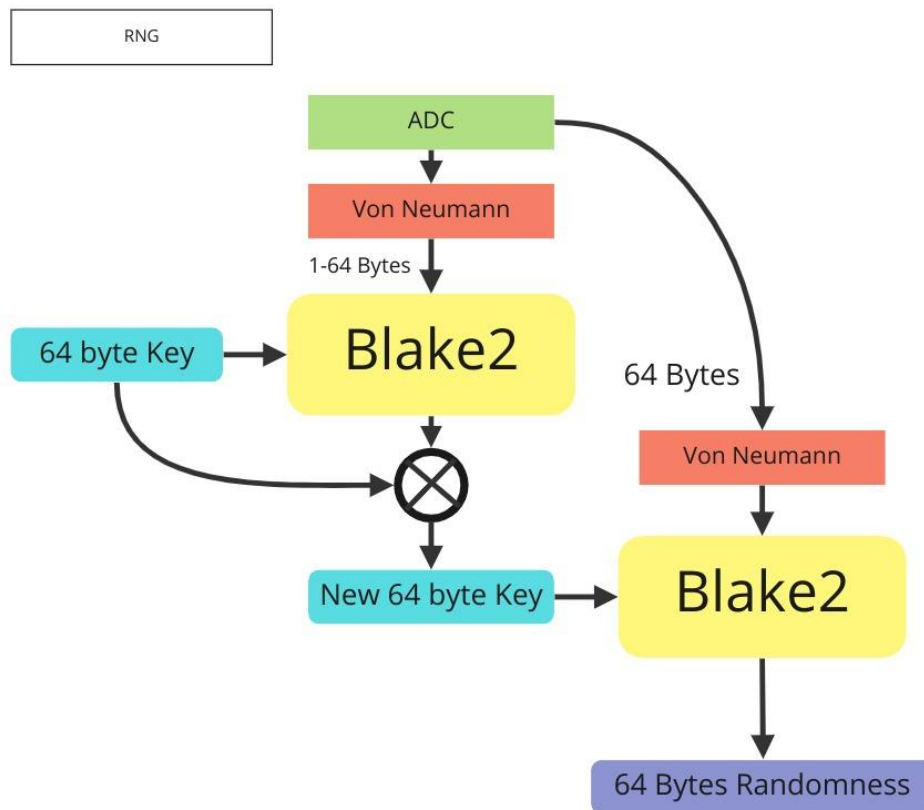 RNG
ADC
Von Neumann
1-64 Bytes
64 byte Key
Blake2
64 Bytes
Von Neumann
New 64 byte Key
Blake2
64 Bytes Randomness